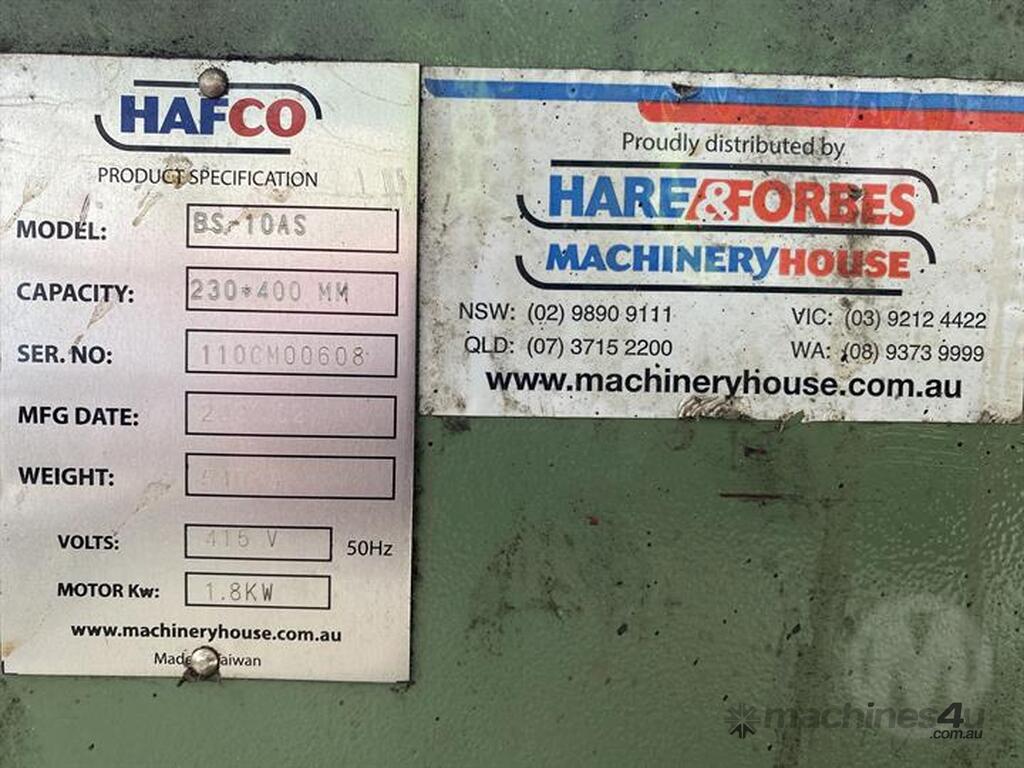 HAFCO
PRODUCT SPECIFICATION
MODEL: BS-10AS
CAPACITY: 230*400 MM
SER. NO: 110CM00608
MFG DATE:
WEIGHT:
VOLTS: 415 V 50Hz
MOTOR Kw: 1.8KW
www.machineryhouse.com.au
Made Taiwan
Proudly distributed by
HARE&FORBES
MACHINERYHOUSE
NSW: (02) 9890 9111 VIC: (03) 9212 4422
QLD: (07) 3715 2200 WA: (08) 9373 9999
www.machineryhouse.com.au
machines4u
.com.au